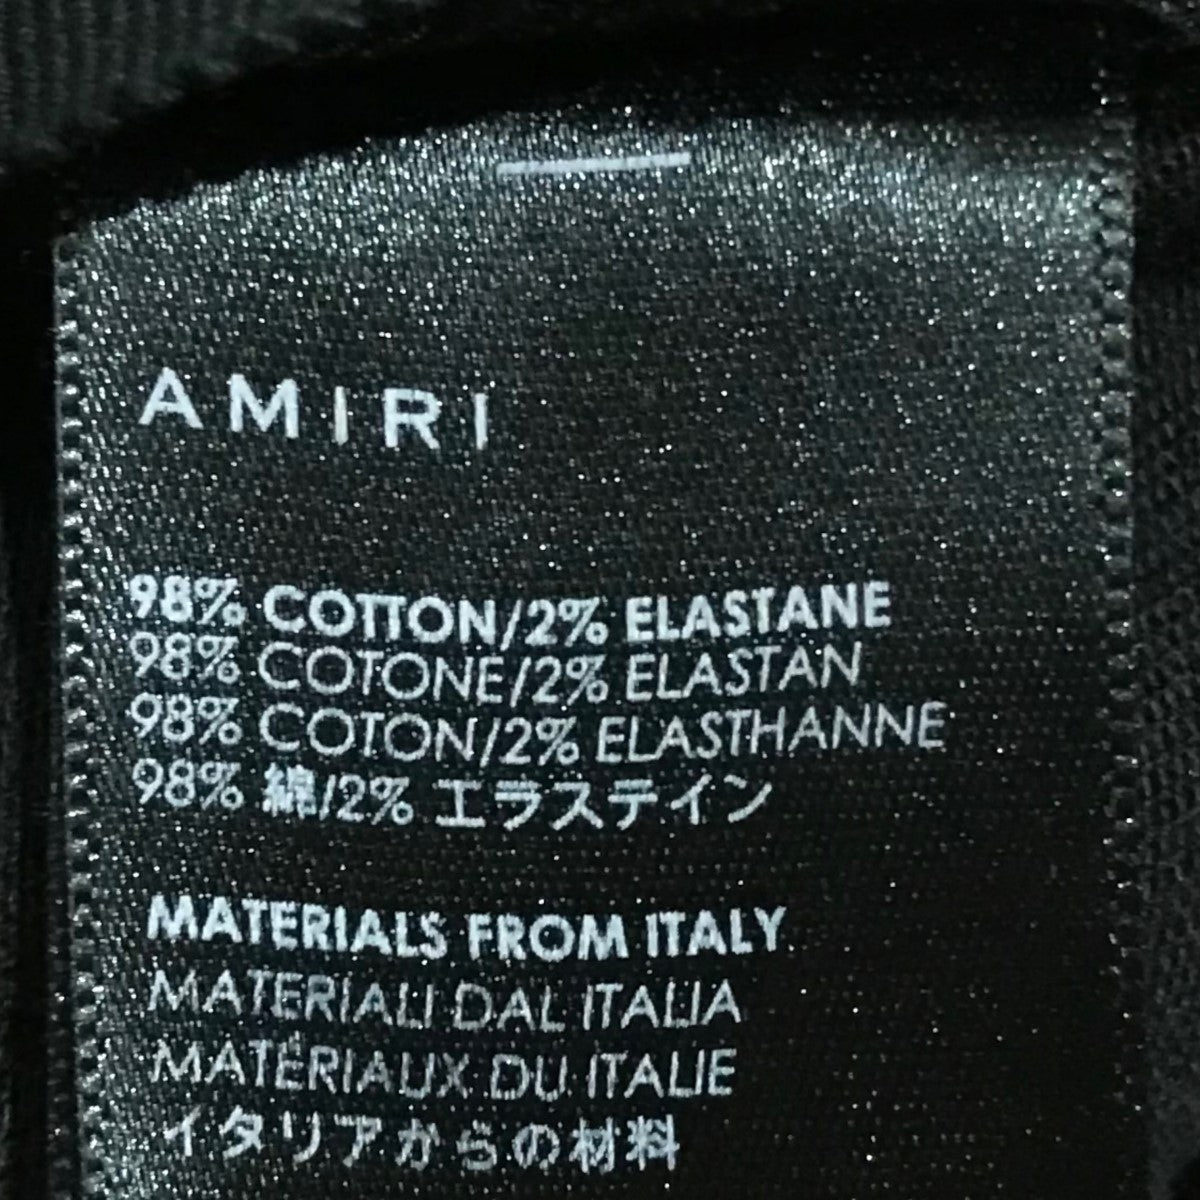 AMIRI
98% COTTON/2% ELASTANE
98% COTONE/2% ELASTAN
98% COTON/2% ELASTHANNE
98% 綿/2% エラステイン
MATERIALS FROM ITALY
MATERIALI DAL ITALIA
MATÉRIAUX DU ITALIE
イタリアからの材料